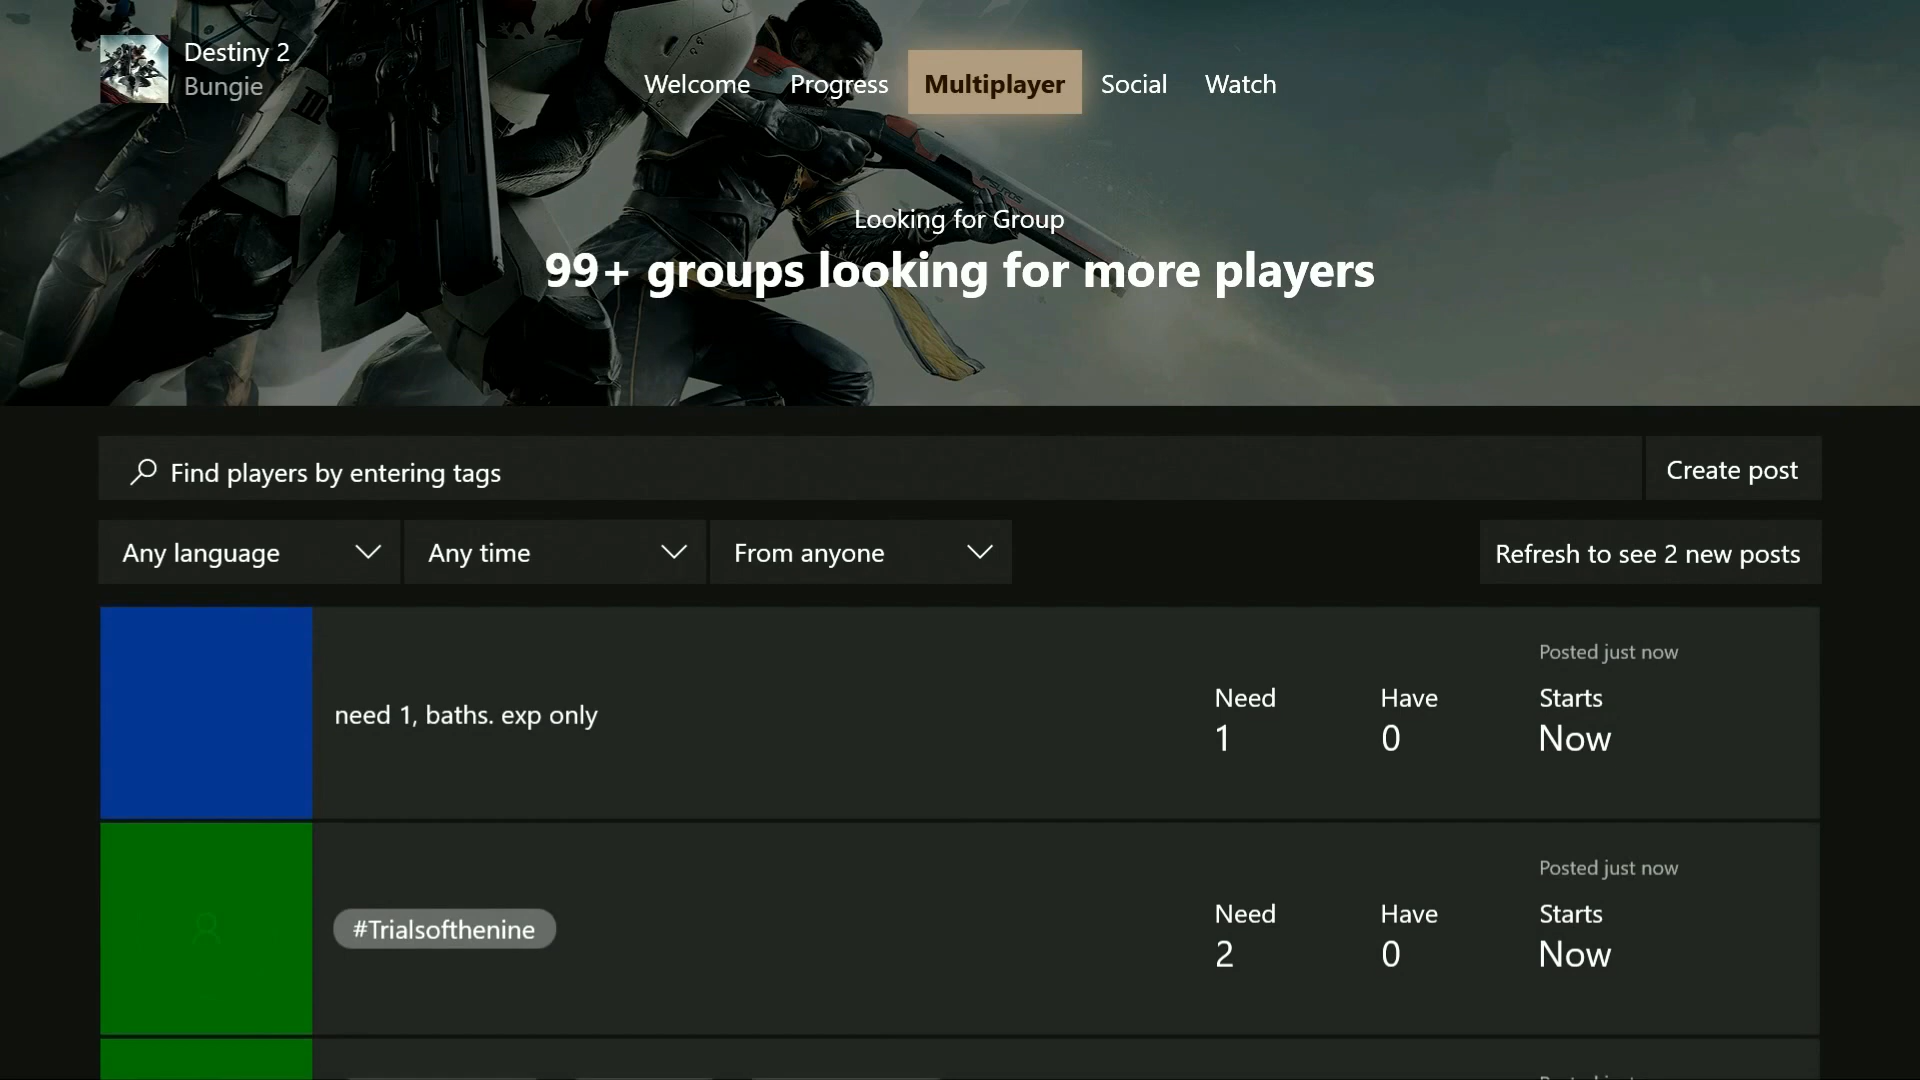 Destiny 2
Bungie
Welcome
Progress
Multiplayer
Social
Watch
Looking for Group
99+ groups looking for more players
Find players by entering tags
Create post
Any language
Any time
From anyone
Refresh to see 2 new posts
need 1, baths. exp only
Need
1
Have
0
Posted just now
Starts
Now
#Trialsofthenine
Need
2
Have
0
Posted just now
Starts
Now